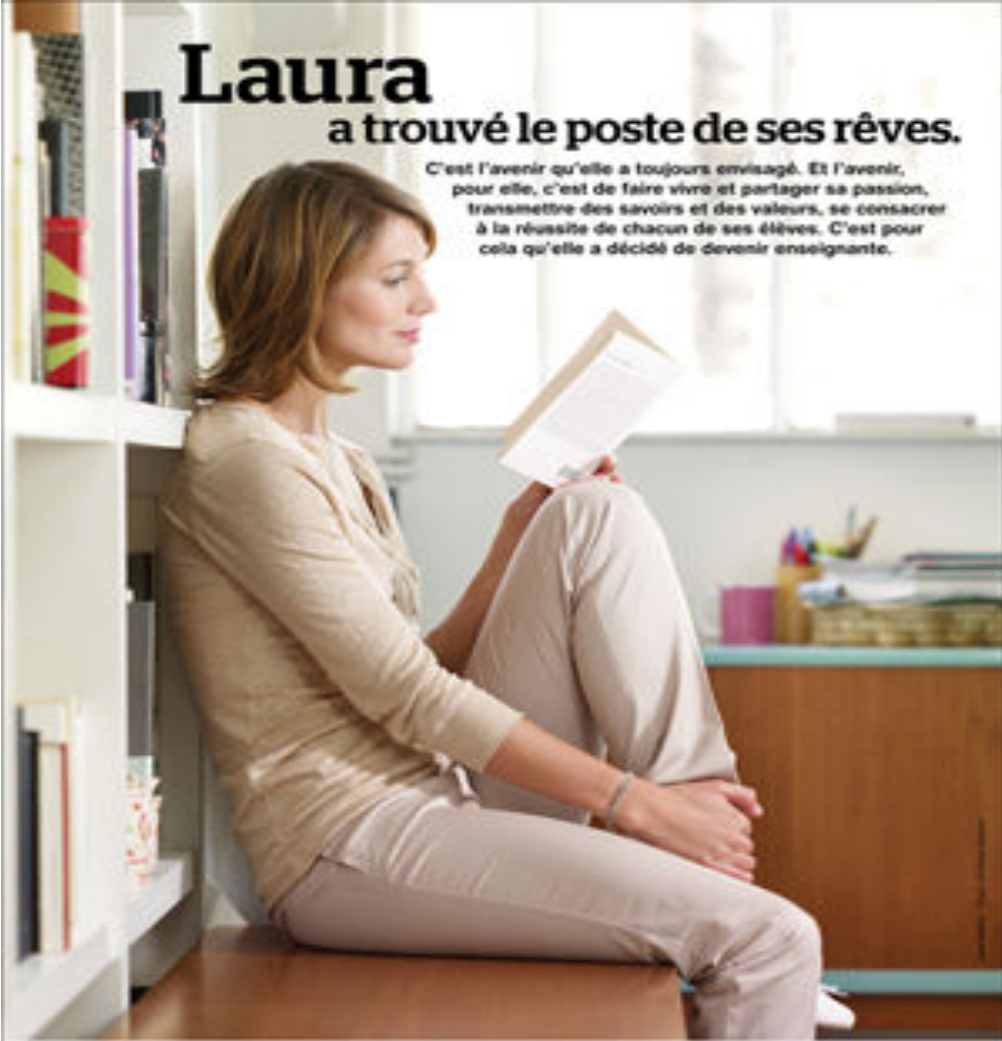 Laura
a trouvé le poste de ses rêves.
C'est l'avenir qu'elle a toujours envisagé. Et l'avenir,
pour elle, c'est de faire vivre et partager sa passion,
transmettre des savoirs et des valeurs, se consacrer
à la réussite de chacun de ses élèves. C'est pour
cela qu'elle a décidé de devenir enseignante.